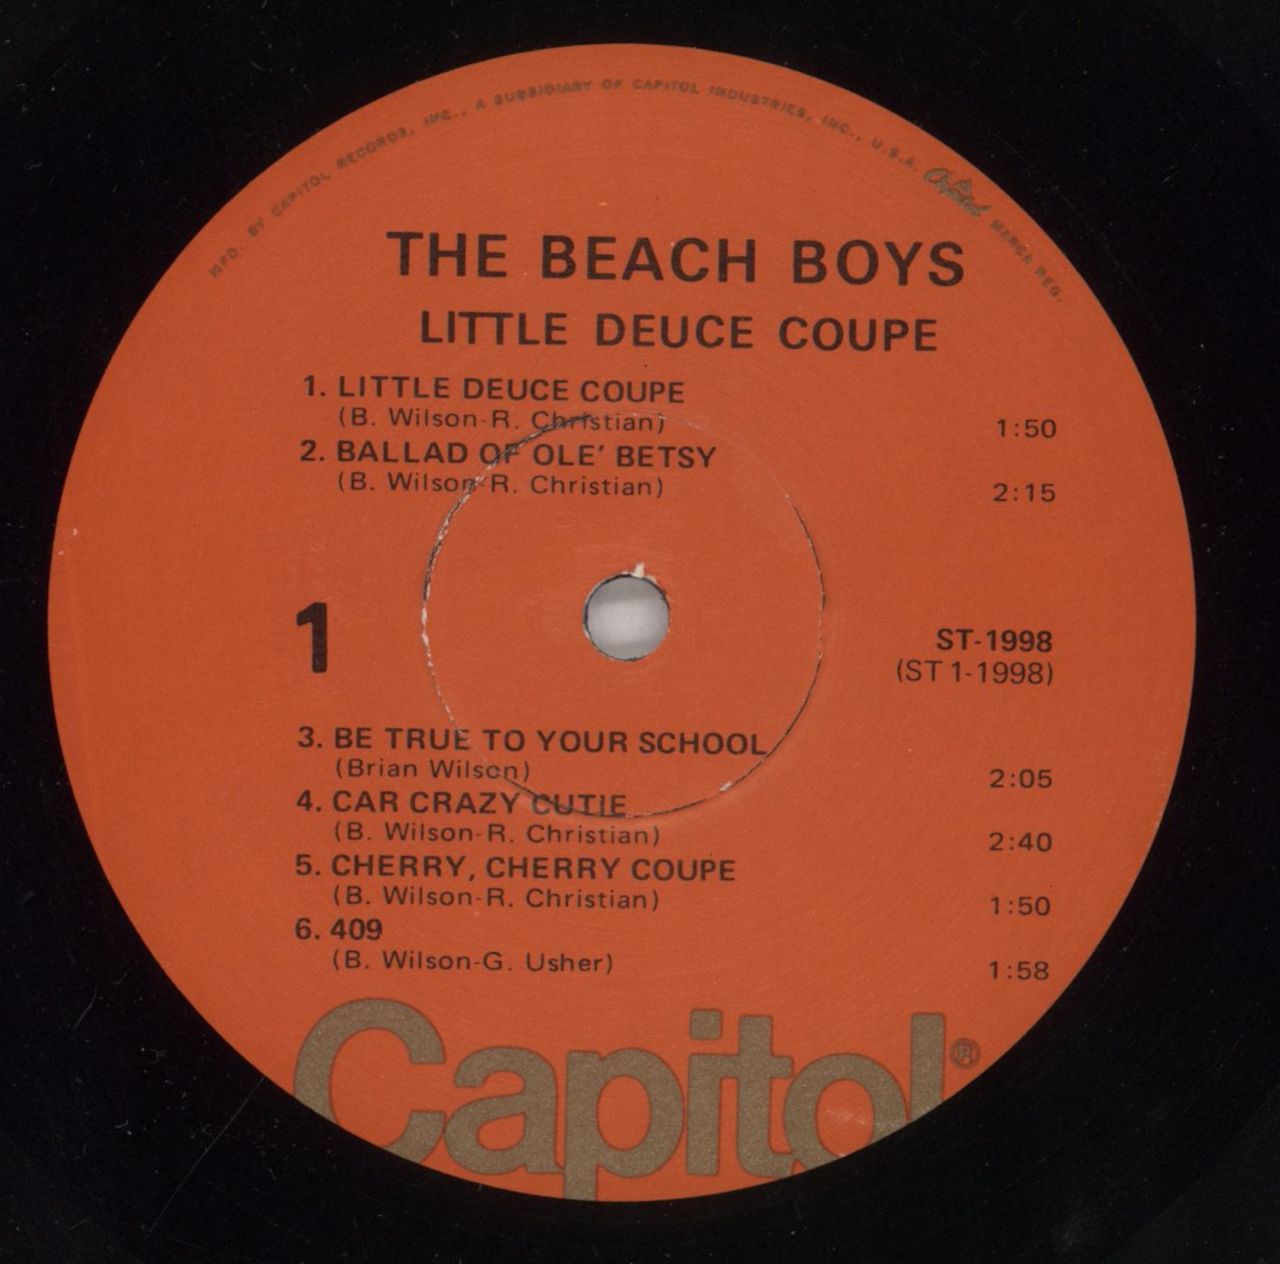 MFD. BY CAPITOL RECORDS, INC., A SUBSIDIARY OF CAPITOL INDUSTRIES, INC., U.S.A. Capitol MARCA REG.
THE BEACH BOYS
LITTLE DEUCE COUPE
1. LITTLE DEUCE COUPE
(B. Wilson-R. Christian) 1:50
2. BALLAD OF OLE' BETSY
(B. Wilson-R. Christian) 2:15
1
ST-1998
(ST 1-1998)
3. BE TRUE TO YOUR SCHOOL
(Brian Wilson) 2:05
4. CAR CRAZY CUTIE
(B. Wilson-R. Christian) 2:40
5. CHERRY, CHERRY COUPE
(B. Wilson-R. Christian) 1:50
6. 409
(B. Wilson-G. Usher) 1:58
Capitol®